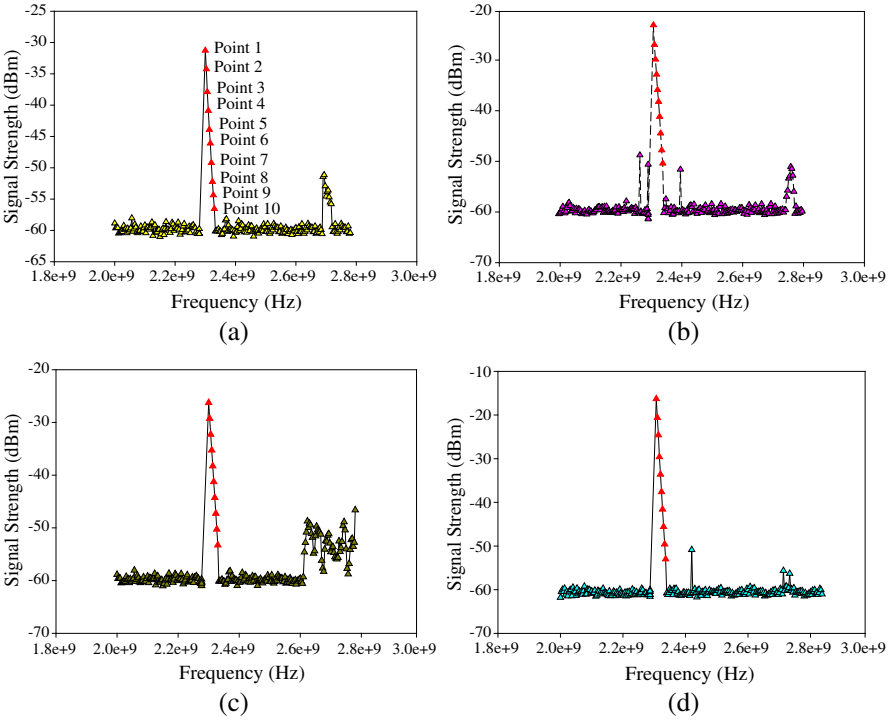 -25
-30
-35
-40
-45
-50
-55
-60
-65
Signal Strength (dBm)
Point 1
Point 2
Point 3
Point 4
Point 5
Point 6
Point 7
Point 8
Point 9
Point 10
1.8e+9 2.0e+9 2.2e+9 2.4e+9 2.6e+9 2.8e+9 3.0e+9
Frequency (Hz)
(a)
-20
-30
-40
-50
-60
-70
Signal Strength (dBm)
1.8e+9 2.0e+9 2.2e+9 2.4e+9 2.6e+9 2.8e+9 3.0e+9
Frequency (Hz)
(b)
-20
-30
-40
-50
-60
-70
Signal Strength (dBm)
1.8e+9 2.0e+9 2.2e+9 2.4e+9 2.6e+9 2.8e+9 3.0e+9
Frequency (Hz)
(c)
-10
-20
-30
-40
-50
-60
-70
Signal Strength (dBm)
1.8e+9 2.0e+9 2.2e+9 2.4e+9 2.6e+9 2.8e+9 3.0e+9
Frequency (Hz)
(d)